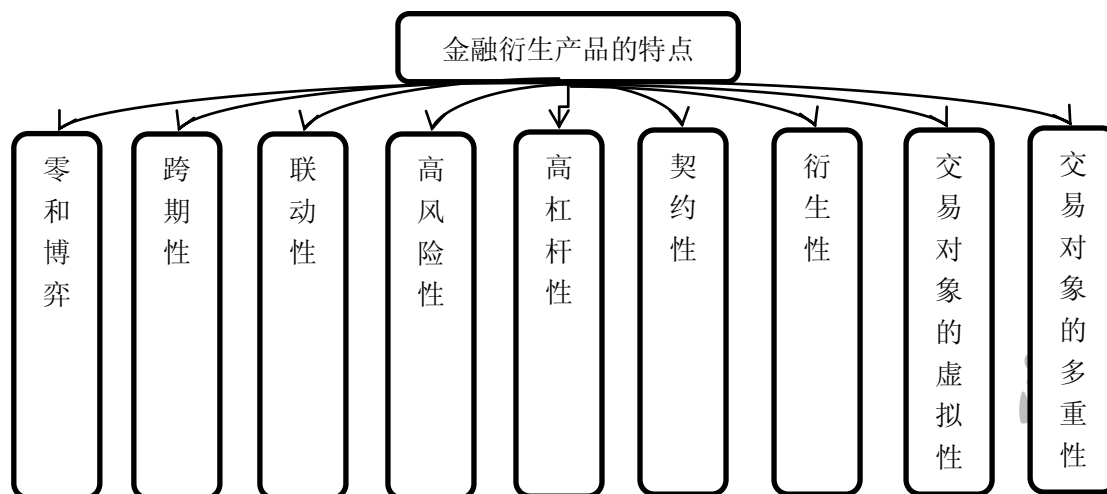 金融衍生产品的特点
零和博弈
跨期性
联动性
高风险性
高杠杆性
契约性
衍生性
交易对象的虚拟性
交易对象的多重性